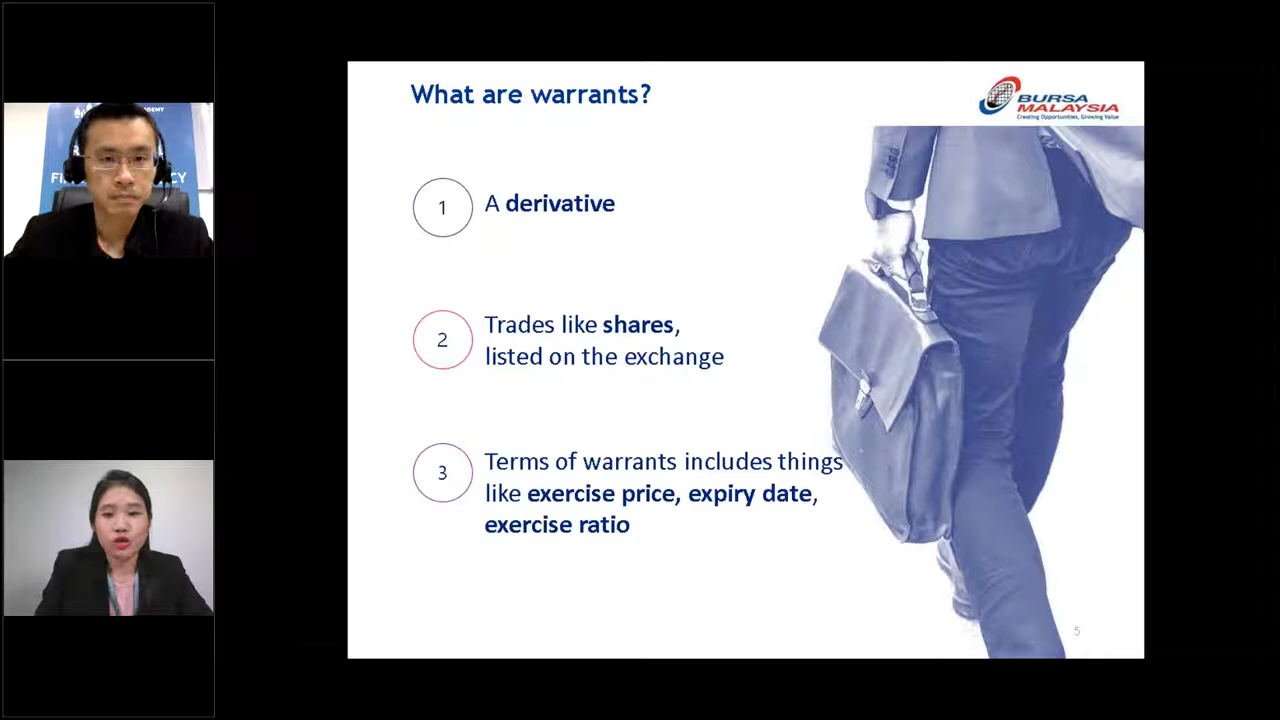 What are warrants?
BURSA
MALAYSIA
Creating Opportunities, Growing Value
1
A derivative
2
Trades like shares,
listed on the exchange
3
Terms of warrants includes things
like exercise price, expiry date,
exercise ratio
5